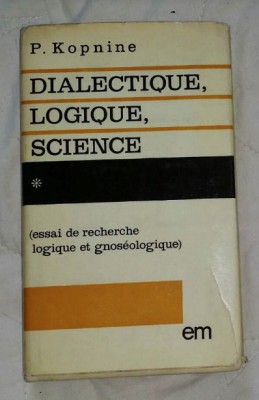 P. Kopnine
DIALECTIQUE,
LOGIQUE,
SCIENCE
*
(essai de recherche
logique et gnoséologique)
em